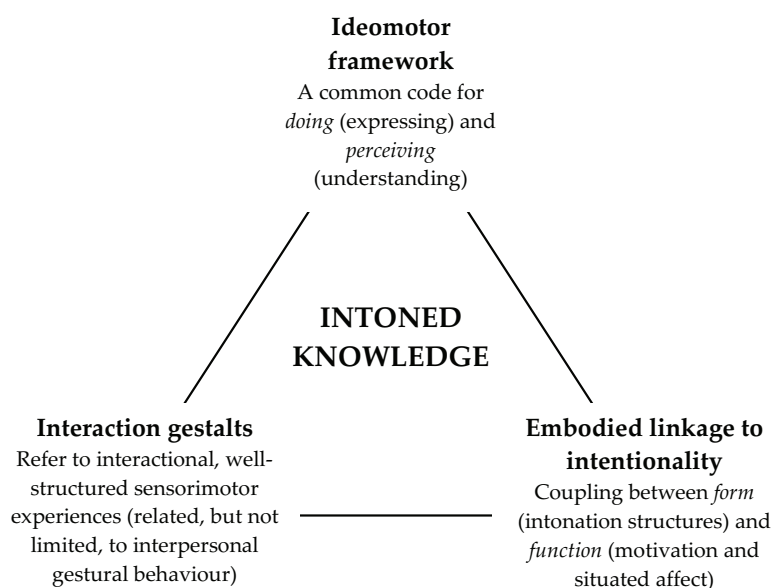 Ideomotor
framework
A common code for
doing (expressing) and
perceiving
(understanding)
INTONED
KNOWLEDGE
Interaction gestalts
Refer to interactional, well-
structured sensorimotor
experiences (related, but not
limited, to interpersonal
gestural behaviour)
Embodied linkage to
intentionality
Coupling between form
(intonation structures) and
function (motivation and
situated affect)